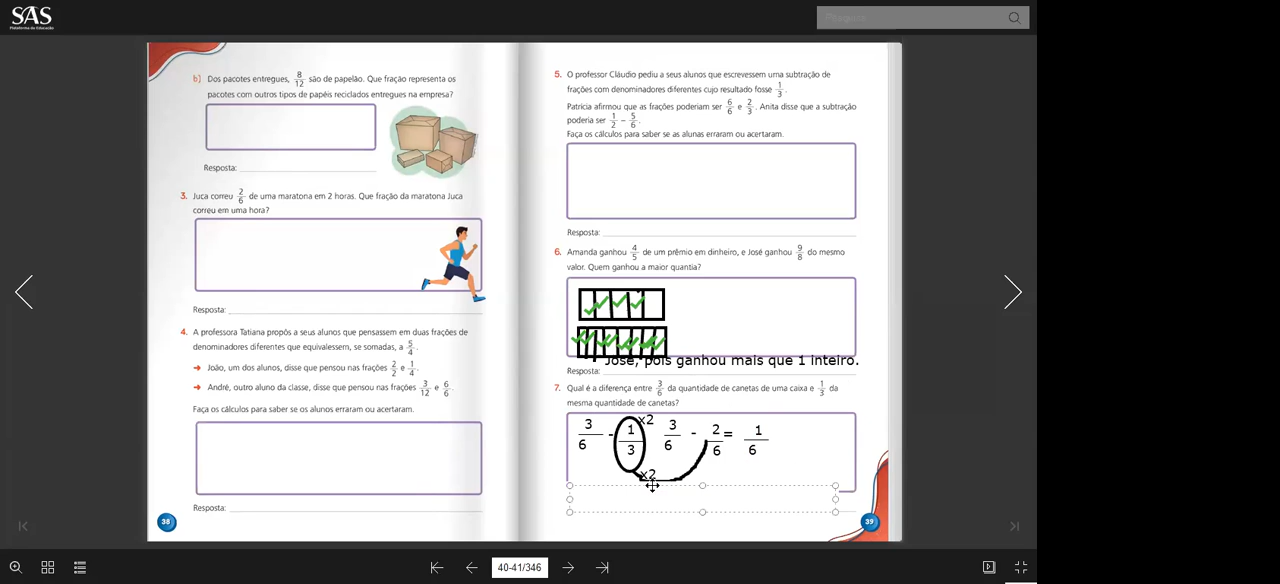 SAS
Plataforma de Educação
b) Dos pacotes entregues, 8/12 são de papelão. Que fração representa os
pacotes com outros tipos de papéis reciclados entregues na empresa?
Resposta:
3. Juca correu 2/6 de uma maratona em 2 horas. Que fração da maratona Juca
correu em uma hora?
Resposta:
4. A professora Tatiana propôs a seus alunos que pensassem em duas frações de
denominadores diferentes que equivalessem, se somadas, a 5/4.
→ João, um dos alunos, disse que pensou nas frações 2/2 e 1/4.
→ André, outro aluno da classe, disse que pensou nas frações 3/12 e 6/6.
Faça os cálculos para saber se os alunos erraram ou acertaram.
Resposta:
38
5. O professor Cláudio pediu a seus alunos que escrevessem uma subtração de
frações com denominadores diferentes cujo resultado fosse 1/3.
Patrícia afirmou que as frações poderiam ser 6/6 e 2/3. Anita disse que a subtração
poderia ser 1/2 – 5/6.
Faça os cálculos para saber se as alunas erraram ou acertaram.
Resposta:
6. Amanda ganhou 4/5 de um prêmio em dinheiro, e José ganhou 9/8 do mesmo
valor. Quem ganhou a maior quantia?
José, pois ganhou mais que 1 inteiro.
Resposta:
7. Qual é a diferença entre 3/6 da quantidade de canetas de uma caixa e 1/3 da
mesma quantidade de canetas?
x2
3/6 - 1/3 3/6 - 2/6 = 1/6
x2
39
40-41/346